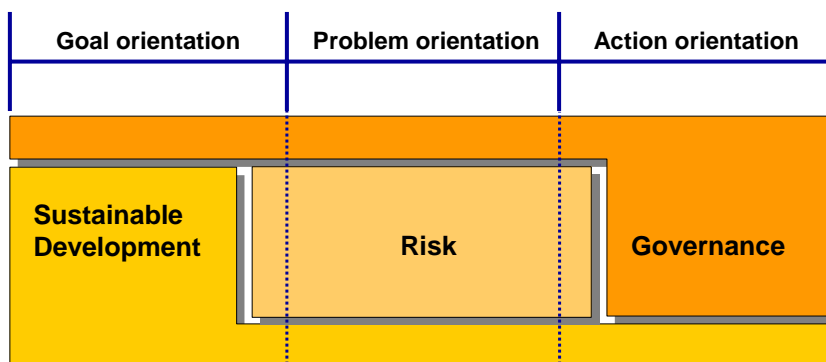 Goal orientation
Problem orientation
Action orientation
Sustainable
Development
Risk
Governance